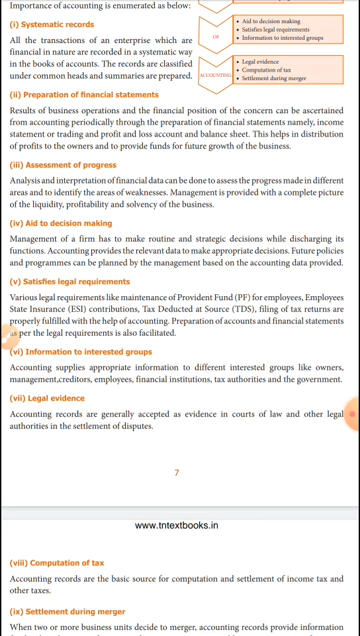 Importance of accounting is enumerated as below:
(i) Systematic records
All the transactions of an enterprise which are
financial in nature are recorded in a systematic way
in the books of accounts. The records are classified
under common heads and summaries are prepared.
OF
• Aid to decision making
• Satisfies legal requirements
• Information to interested groups
ACCOUNTING
• Legal evidence
• Computation of tax
• Settlement during merger
(ii) Preparation of financial statements
Results of business operations and the financial position of the concern can be ascertained
from accounting periodically through the preparation of financial statements namely, income
statement or trading and profit and loss account and balance sheet. This helps in distribution
of profits to the owners and to provide funds for future growth of the business.
(iii) Assessment of progress
Analysis and interpretation of financial data can be done to assess the progress made in different
areas and to identify the areas of weaknesses. Management is provided with a complete picture
of the liquidity, profitability and solvency of the business.
(iv) Aid to decision making
Management of a firm has to make routine and strategic decisions while discharging its
functions. Accounting provides the relevant data to make appropriate decisions. Future policies
and programmes can be planned by the management based on the accounting data provided.
(v) Satisfies legal requirements
Various legal requirements like maintenance of Provident Fund (PF) for employees, Employees
State Insurance (ESI) contributions, Tax Deducted at Source (TDS), filing of tax returns are
properly fulfilled with the help of accounting. Preparation of accounts and financial statements
as per the legal requirements is also facilitated.
(vi) Information to interested groups
Accounting supplies appropriate information to different interested groups like owners,
management,creditors, employees, financial institutions, tax authorities and the government.
(vii) Legal evidence
Accounting records are generally accepted as evidence in courts of law and other legal
authorities in the settlement of disputes.
7
www.tntextbooks.in
(viii) Computation of tax
Accounting records are the basic source for computation and settlement of income tax and
other taxes.
(ix) Settlement during merger
When two or more business units decide to merger, accounting records provide information